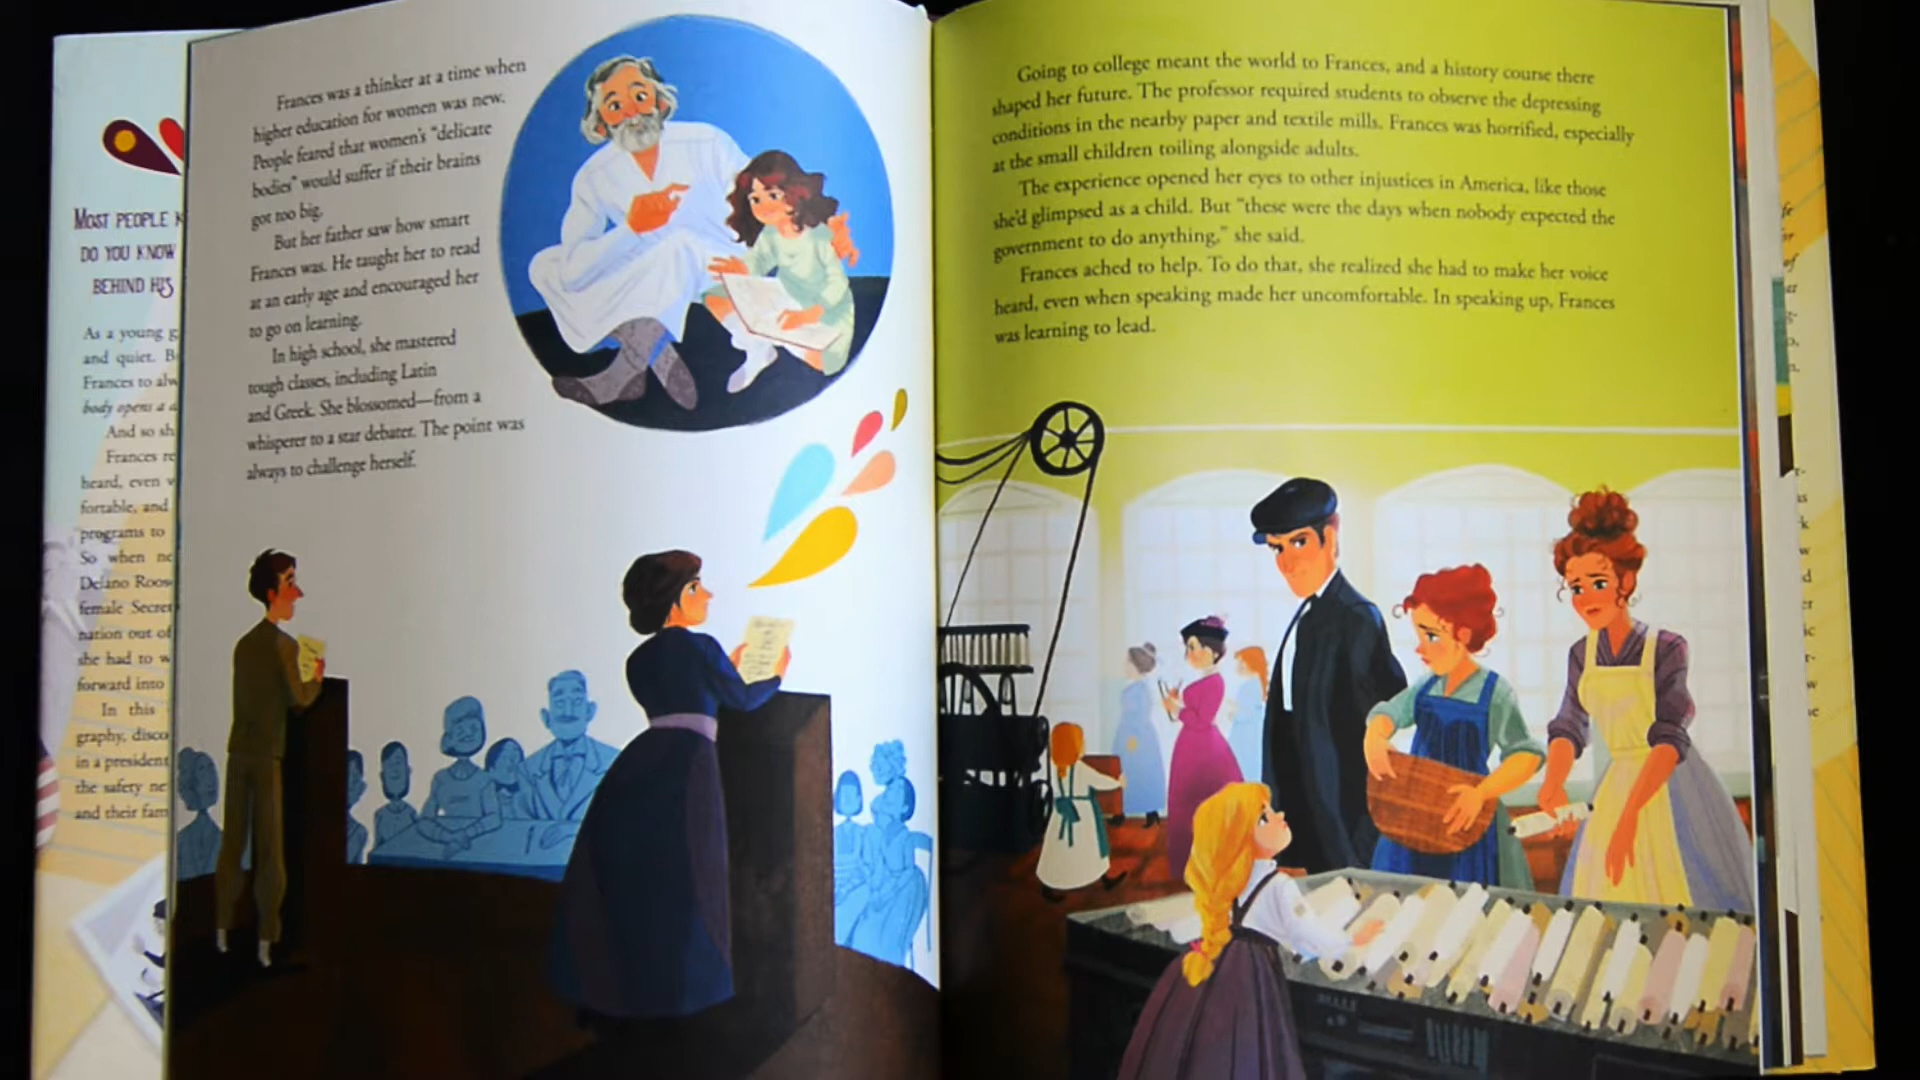 MOST PEOPLE
DO YOU KNOW
BEHIND HIS
As a young
and quiet.
Frances to
body opens a
And so
Frances
heard, even
fortable, and
programs to
So when
Delano
female
nation out of
she had to
forward into
In this
graphy,
in a president
the safety
and their
Frances was a thinker at a time when
higher education for women was new.
People feared that women's "delicate
bodies" would suffer if their brains
got too big.
But her father saw how smart
Frances was. He taught her to read
at an early age and encouraged her
to go on learning.
In high school, she mastered
tough classes, including Latin
and Greek. She blossomed—from a
whisperer to a star debater. The point was
always to challenge herself.
Going to college meant the world to Frances, and a history course there
shaped her future. The professor required students to observe the depressing
conditions in the nearby paper and textile mills. Frances was horrified, especially
at the small children toiling alongside adults.
The experience opened her eyes to other injustices in America, like those
she'd glimpsed as a child. But "these were the days when nobody expected the
government to do anything," she said.
Frances ached to help. To do that, she realized she had to make her voice
heard, even when speaking made her uncomfortable. In speaking up, Frances
was learning to lead.